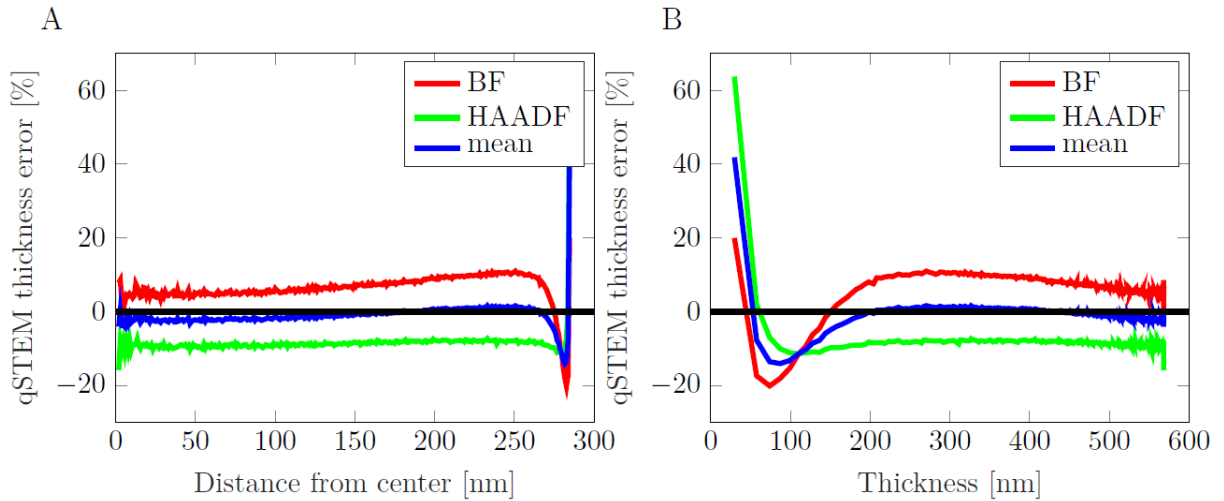 A
qSTEM thickness error [%]
60
40
20
0
−20
BF
HAADF
mean
0 50 100 150 200 250 300
Distance from center [nm]
B
qSTEM thickness error [%]
60
40
20
0
−20
BF
HAADF
mean
0 100 200 300 400 500 600
Thickness [nm]